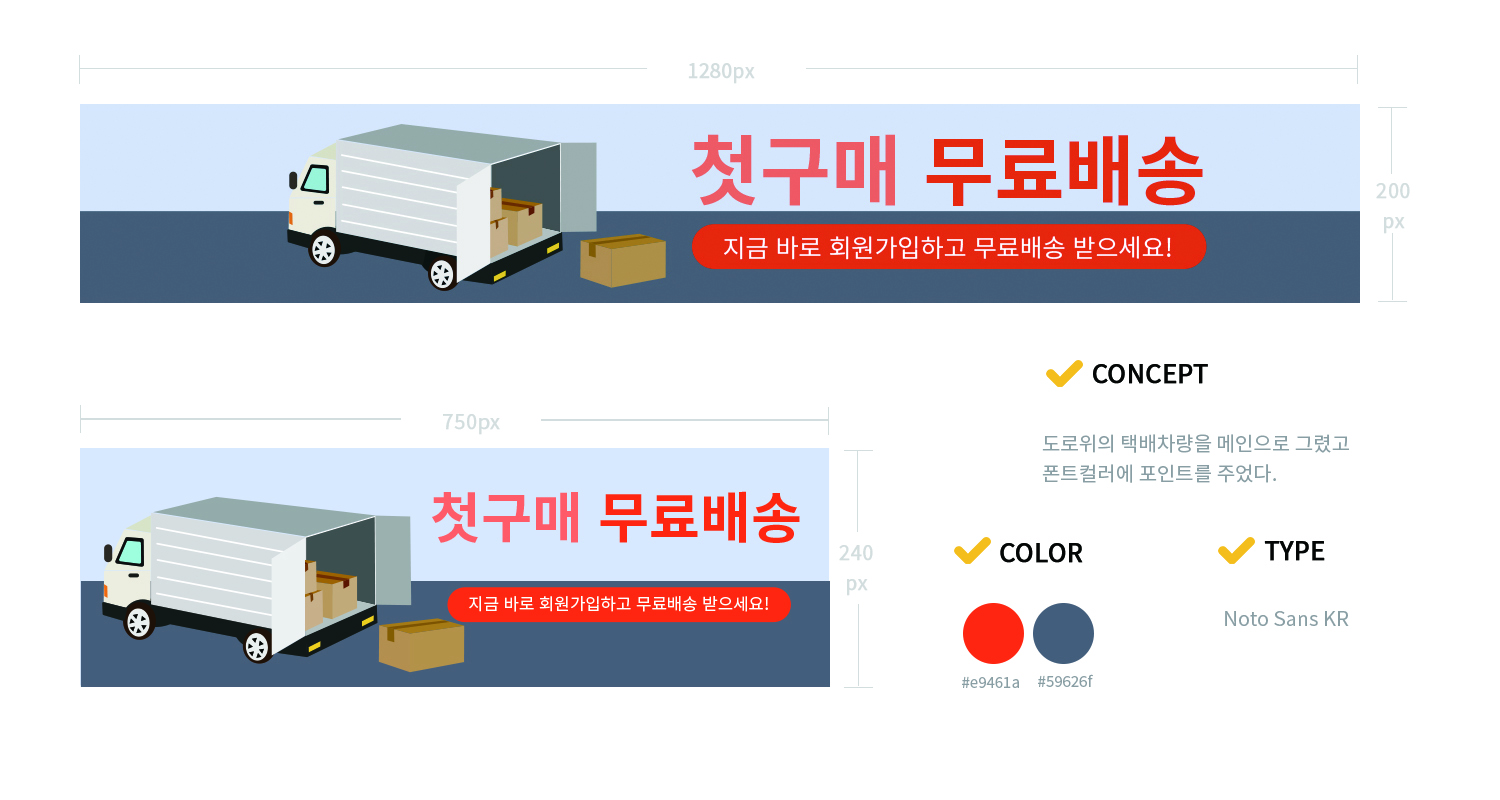 1280px
첫구매 무료배송
지금 바로 회원가입하고 무료배송 받으세요!
200
px
CONCEPT
도로위의 택배차량을 메인으로 그렸고
폰트컬러에 포인트를 주었다.
750px
첫구매 무료배송
지금 바로 회원가입하고 무료배송 받으세요!
240
px
COLOR
#e9461a #59626f
TYPE
Noto Sans KR